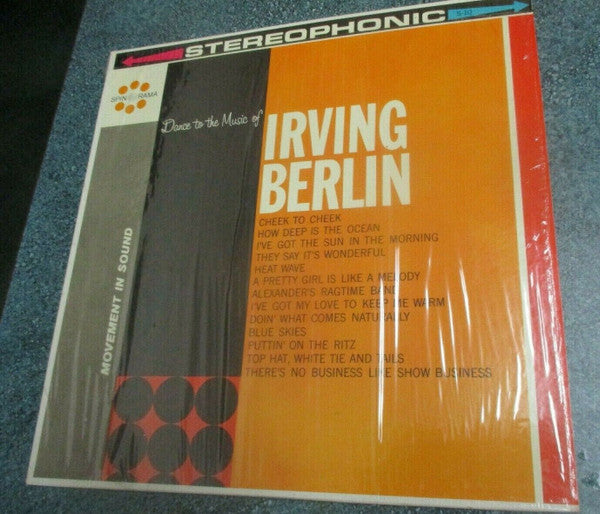 STEREOPHONIC
S-10
SPIN-O-RAMA
Dance to the Music of
IRVING
BERLIN
CHEEK TO CHEEK
HOW DEEP IS THE OCEAN
I'VE GOT THE SUN IN THE MORNING
THEY SAY IT'S WONDERFUL
HEAT WAVE
A PRETTY GIRL IS LIKE A MELODY
ALEXANDER'S RAGTIME BAND
I'VE GOT MY LOVE TO KEEP ME WARM
DOIN' WHAT COMES NATURALLY
BLUE SKIES
PUTTIN' ON THE RITZ
TOP HAT, WHITE TIE AND TAILS
THERE'S NO BUSINESS LIKE SHOW BUSINESS
MOVEMENT IN SOUND